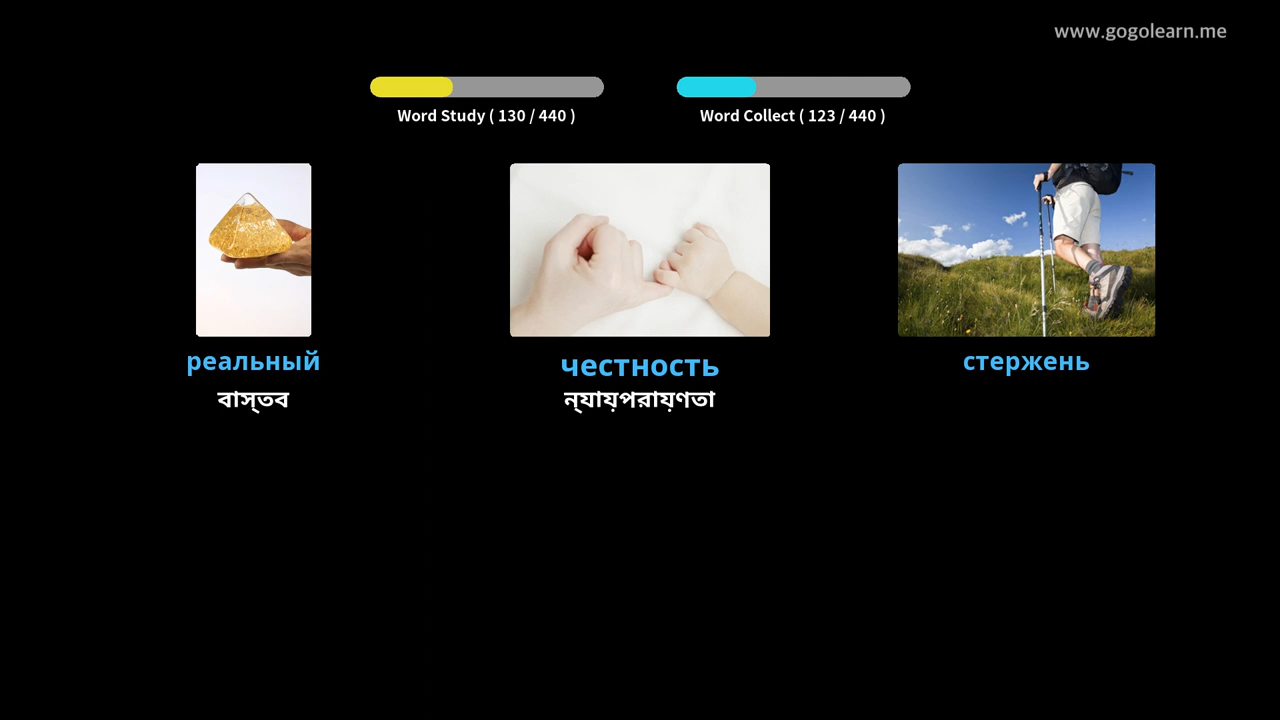 www.gogolearn.me
Word Study ( 130 / 440 )
Word Collect ( 123 / 440 )
реальный
বাস্তব
честность
ন্যায়পরায়ণতা
стержень